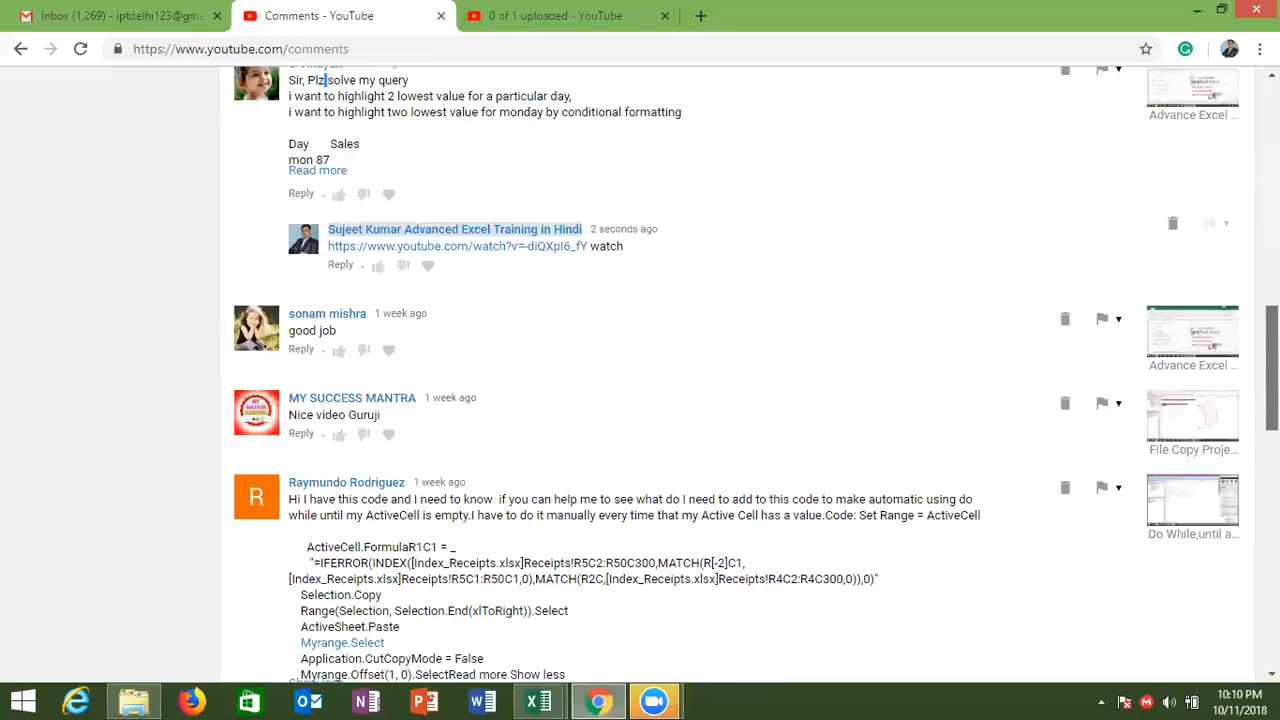 Inbox (1,269) - iptdelhi123@gm
Comments - YouTube
0 of 1 uploaded - YouTube
https://www.youtube.com/comments
Sir, Plz solve my query
i want to highlight 2 lowest value for a particular day,
i want to highlight two lowest value for monday by conditional formatting
Advance Excel ...
Day Sales
mon 87
Read more
Reply
Sujeet Kumar Advanced Excel Training in Hindi 2 seconds ago
https://www.youtube.com/watch?v=-diQXpI6_fY watch
Reply
sonam mishra 1 week ago
good job
Reply
Advance Excel ...
MY SUCCESS MANTRA 1 week ago
Nice video Guruji
Reply
File Copy Proje...
Raymundo Rodriguez 1 week ago
Hi I have this code and I need to know if you can help me to see what do I need to add to this code to make automatic using do
while until my ActiveCell is empty.I have to do it manually every time that my Active Cell has a value.Code: Set Range = ActiveCell
Do While,until a...
ActiveCell.FormulaR1C1 = _
"=IFERROR(INDEX([Index_Receipts.xlsx]Receipts!R5C2:R50C300,MATCH(R[-2]C1,
[Index_Receipts.xlsx]Receipts!R5C1:R50C1,0),MATCH(R2C,[Index_Receipts.xlsx]Receipts!R4C2:R4C300,0)),0)"
Selection.Copy
Range(Selection, Selection.End(xlToRight)).Select
ActiveSheet.Paste
Myrange.Select
Application.CutCopyMode = False
Myrange.Offset(1, 0).SelectRead more Show less
10:10 PM
10/11/2018